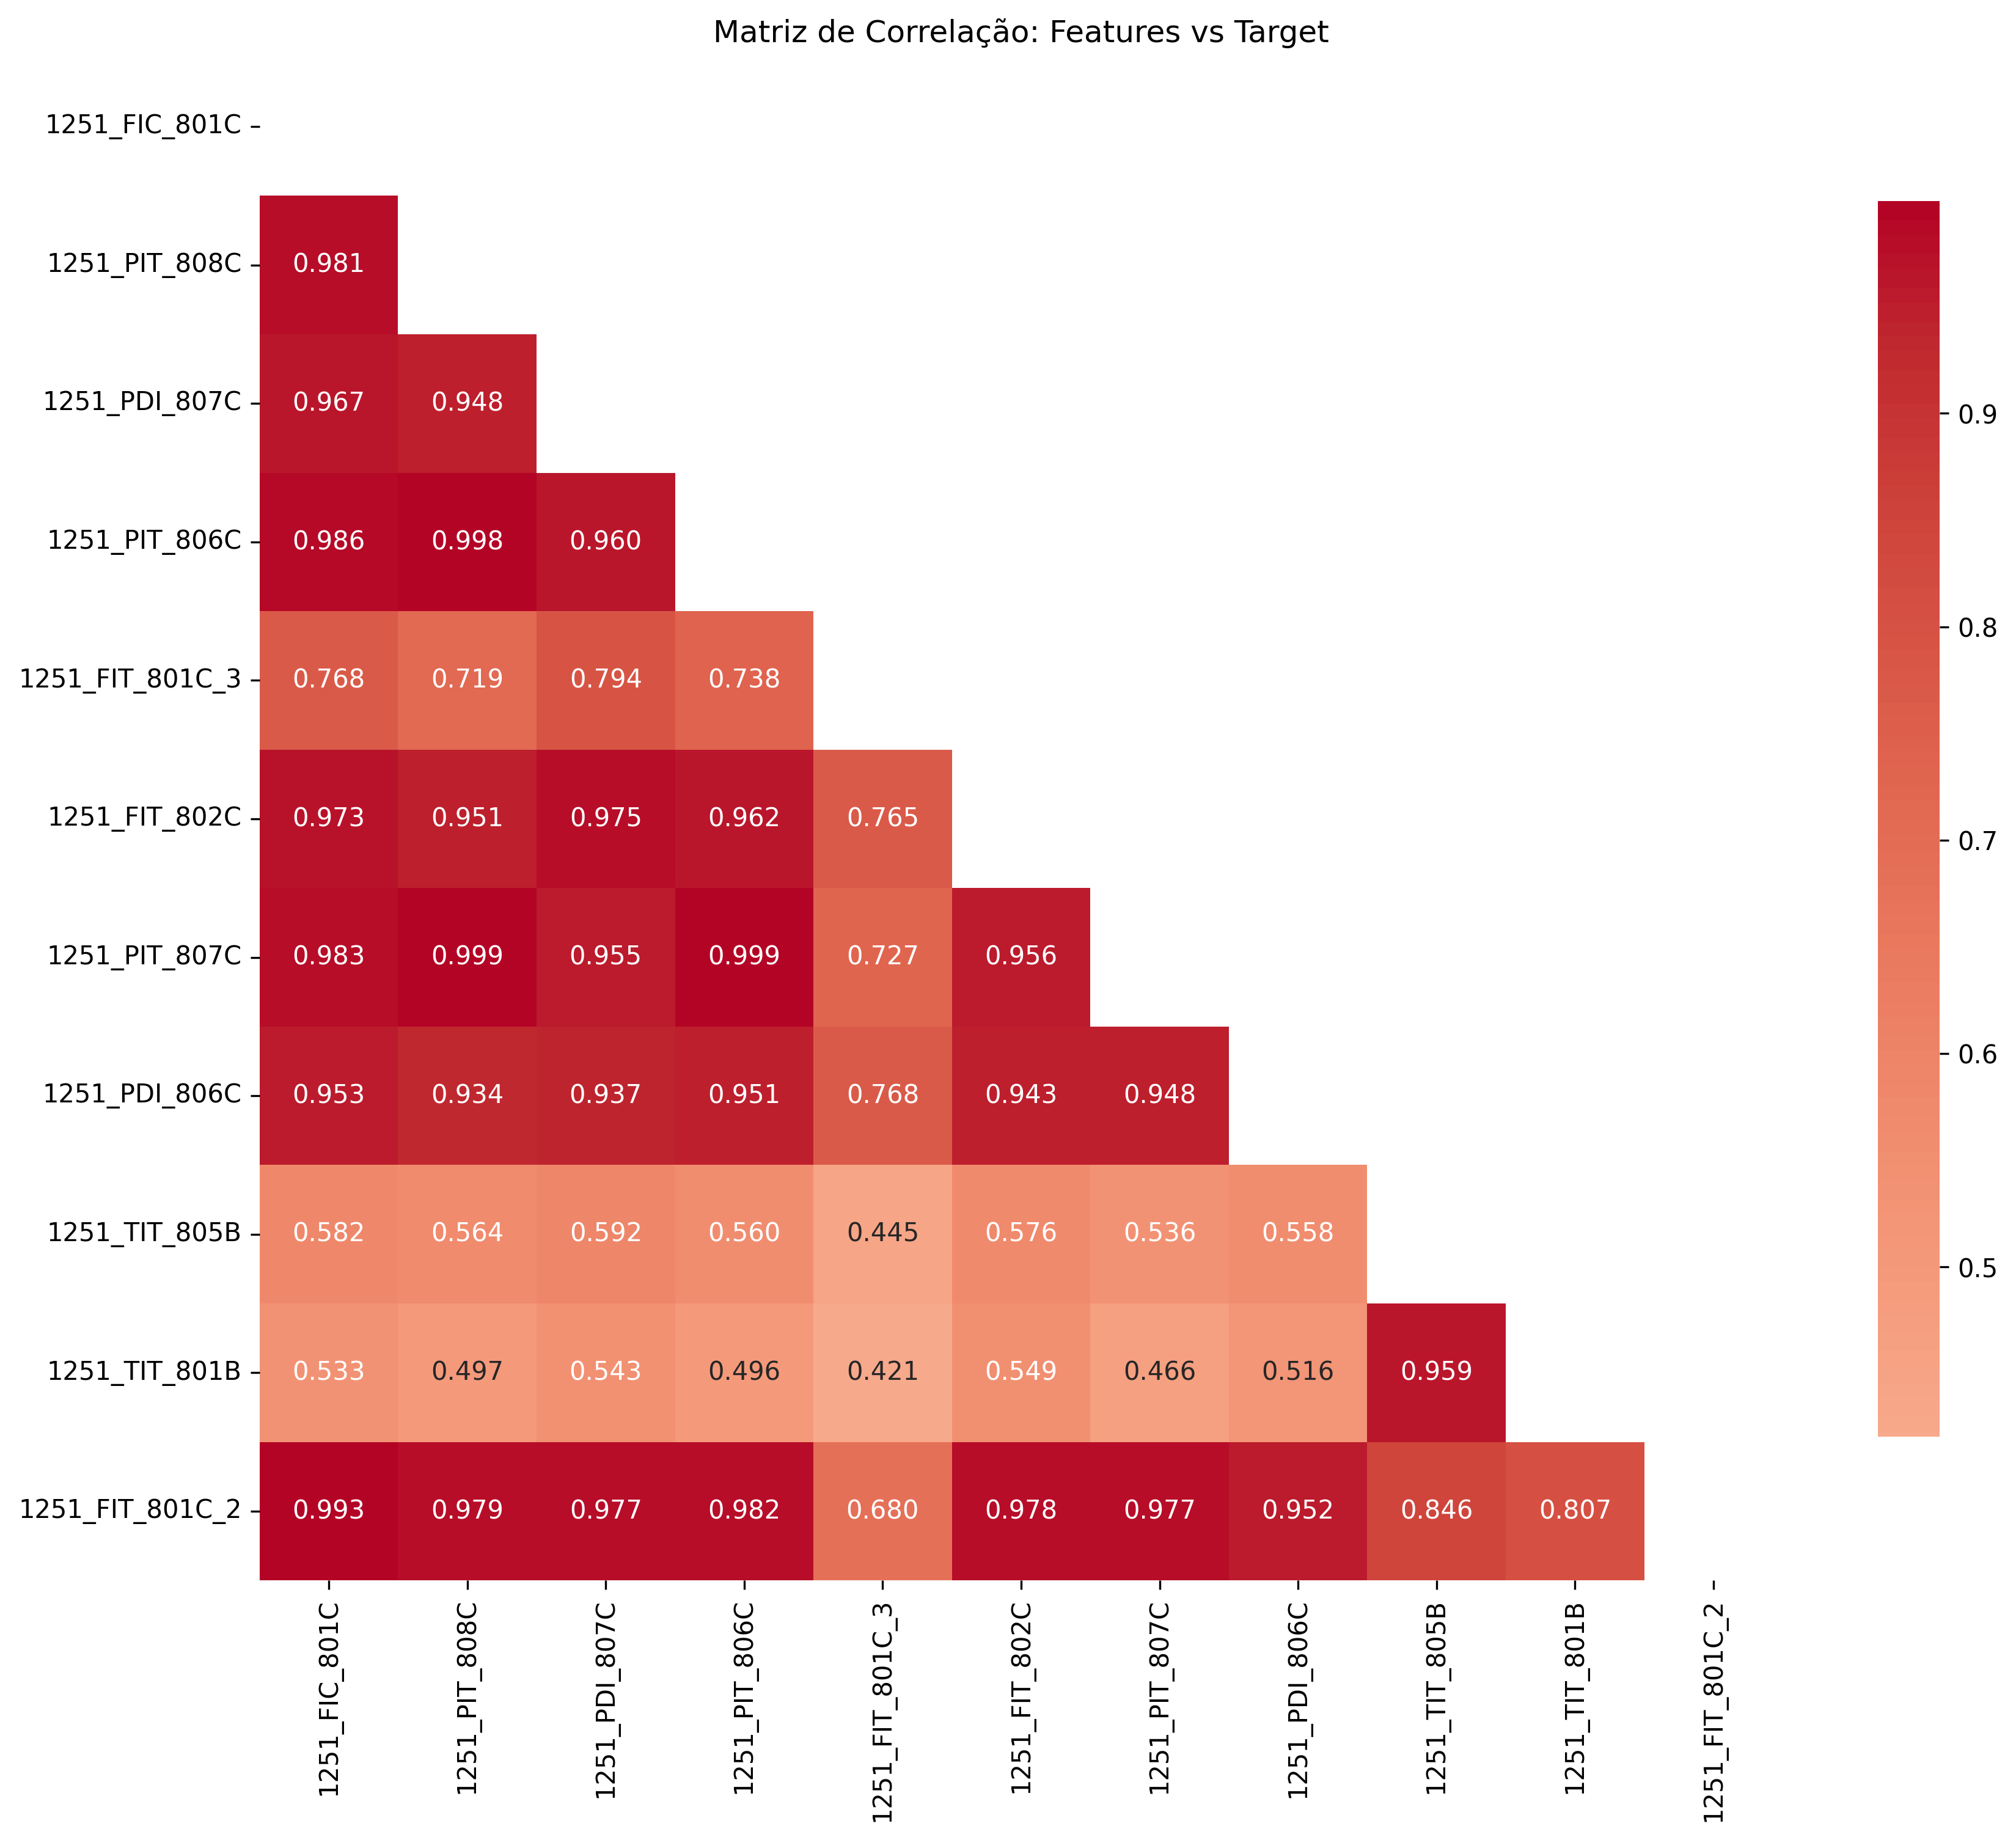 Matriz de Correlação: Features vs Target
1251_FIC_801C
1251_PIT_808C 0.981
1251_PDI_807C 0.967 0.948
1251_PIT_806C 0.986 0.998 0.960
1251_FIT_801C_3 0.768 0.719 0.794 0.738
1251_FIT_802C 0.973 0.951 0.975 0.962 0.765
1251_PIT_807C 0.983 0.999 0.955 0.999 0.727 0.956
1251_PDI_806C 0.953 0.934 0.937 0.951 0.768 0.943 0.948
1251_TIT_805B 0.582 0.564 0.592 0.560 0.445 0.576 0.536 0.558
1251_TIT_801B 0.533 0.497 0.543 0.496 0.421 0.549 0.466 0.516 0.959
1251_FIT_801C_2 0.993 0.979 0.977 0.982 0.680 0.978 0.977 0.952 0.846 0.807
1251_FIC_801C
1251_PIT_808C
1251_PDI_807C
1251_PIT_806C
1251_FIT_801C_3
1251_FIT_802C
1251_PIT_807C
1251_PDI_806C
1251_TIT_805B
1251_TIT_801B
1251_FIT_801C_2
0.9
0.8
0.7
0.6
0.5